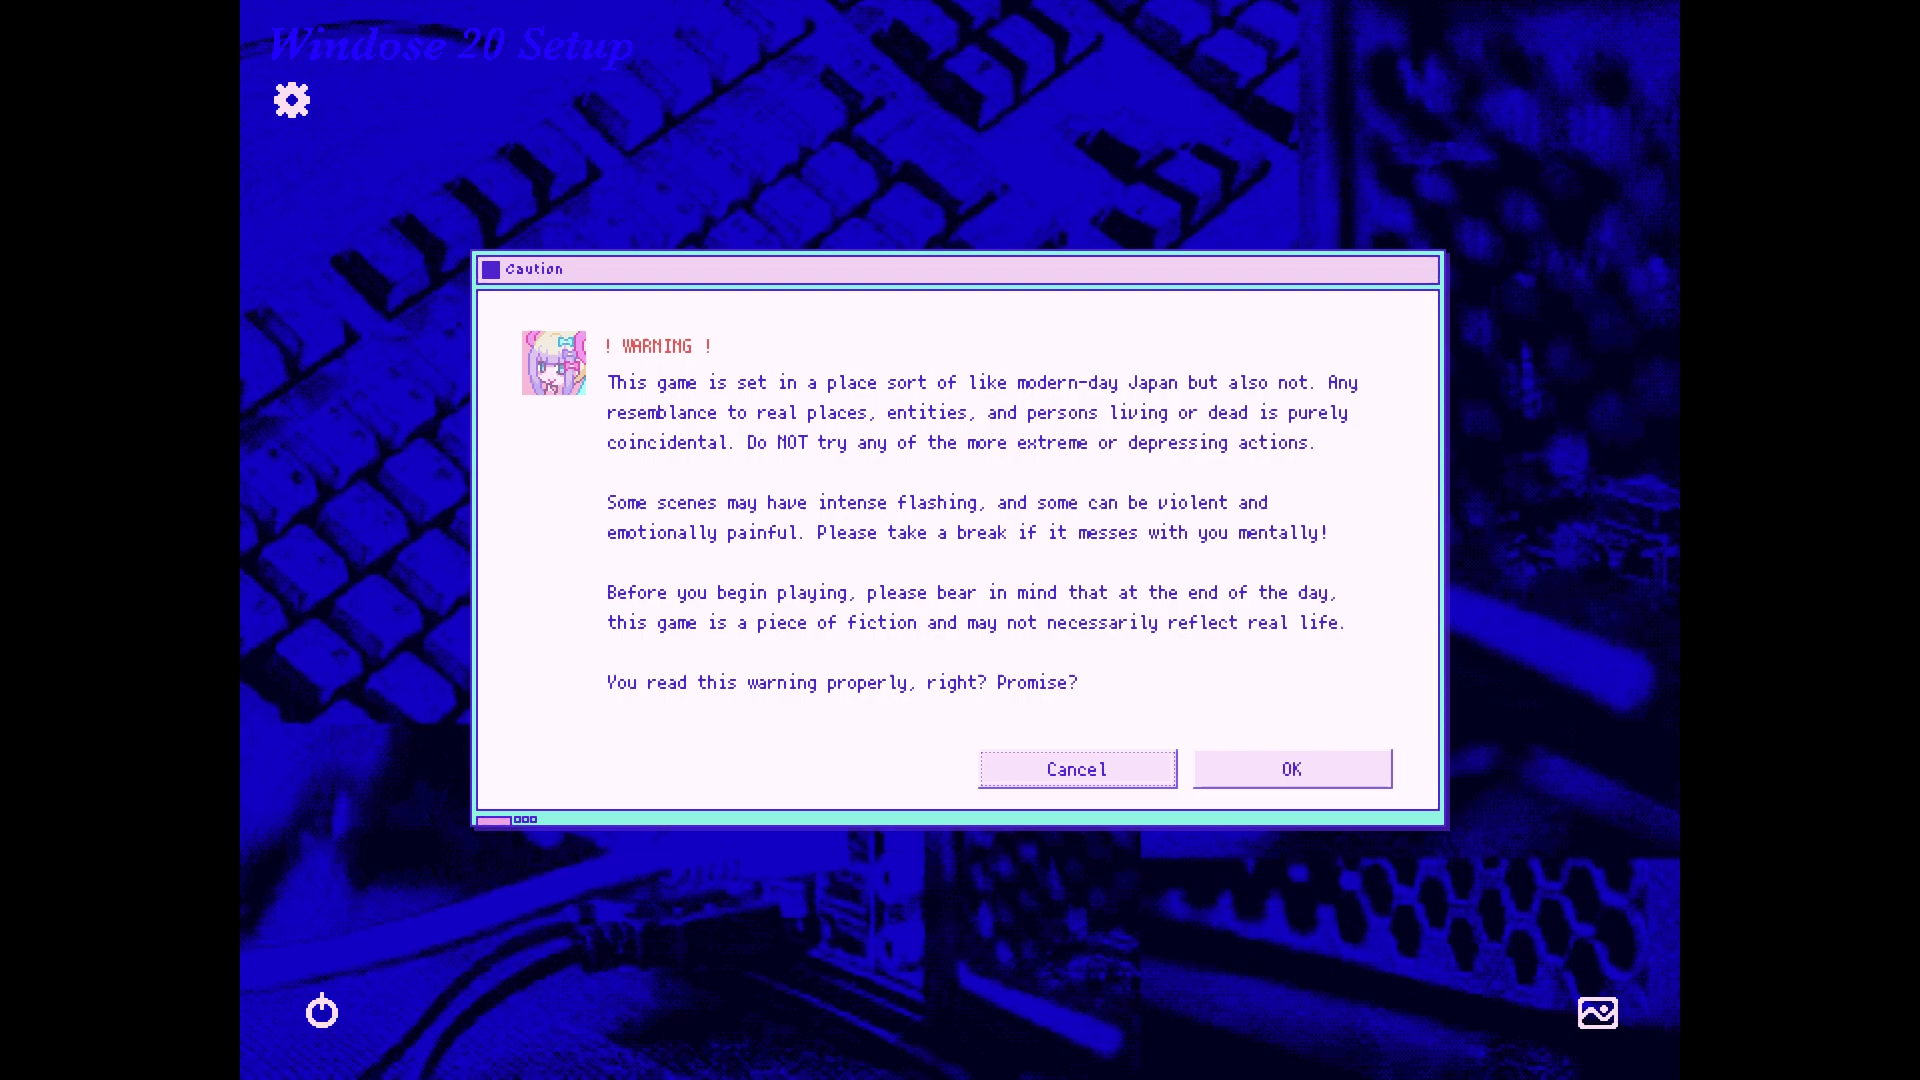 Windose 20 Setup
Caution
! WARNING !
This game is set in a place sort of like modern-day Japan but also not. Any
resemblance to real places, entities, and persons living or dead is purely
coincidental. Do NOT try any of the more extreme or depressing actions.
Some scenes may have intense flashing, and some can be violent and
emotionally painful. Please take a break if it messes with you mentally!
Before you begin playing, please bear in mind that at the end of the day,
this game is a piece of fiction and may not necessarily reflect real life.
You read this warning properly, right? Promise?
Cancel
OK